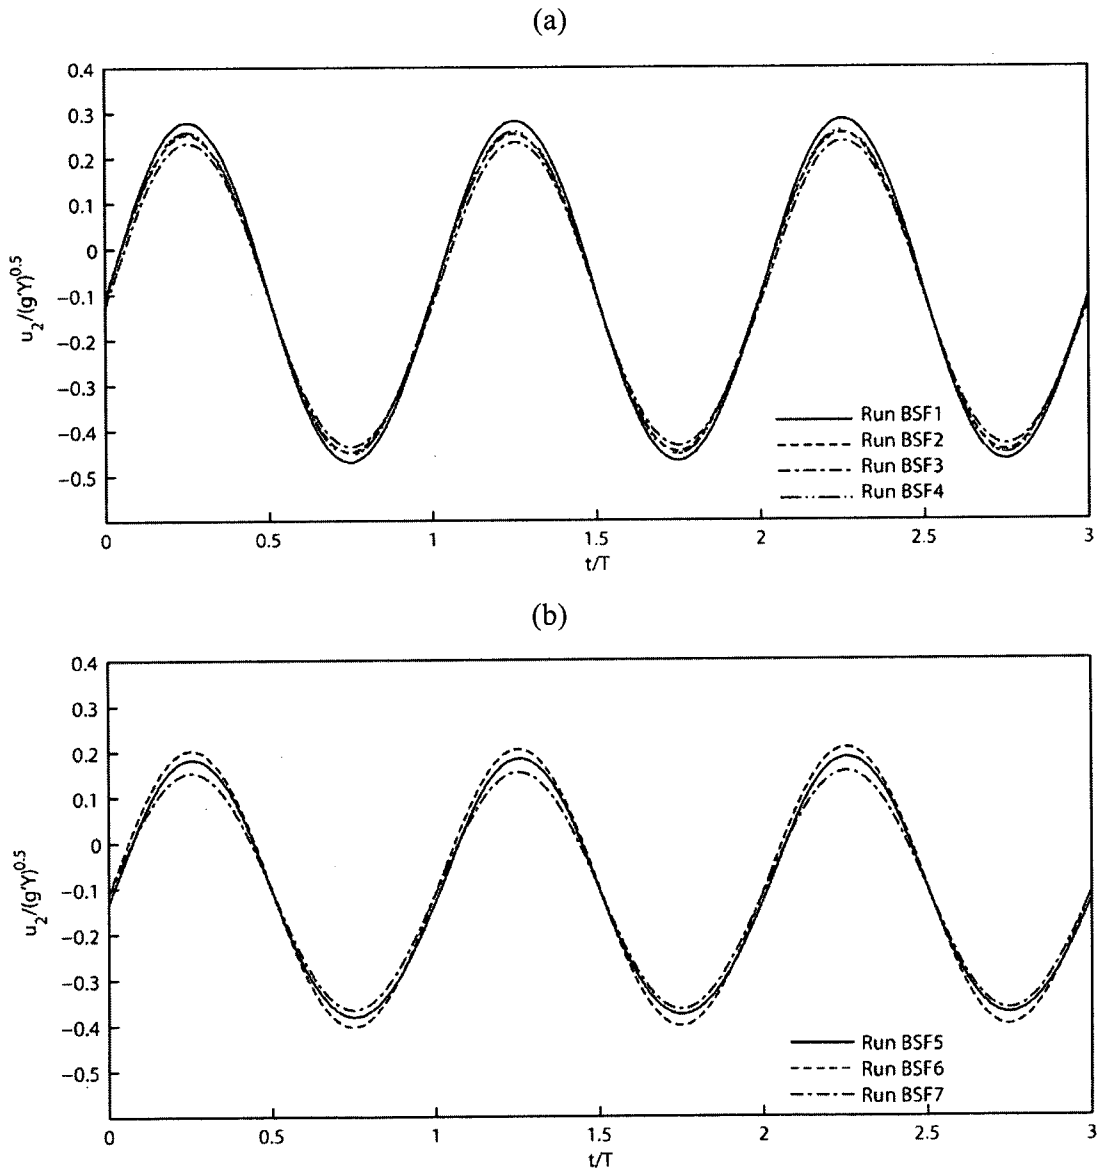 (a)
0.4
0.3
0.2
0.1
0
−0.1
−0.2
−0.3
−0.4
−0.5
u2/(g'Y)0.5
Run BSF1
Run BSF2
Run BSF3
Run BSF4
0 0.5 1 1.5 2 2.5 3
t/T
(b)
0.4
0.3
0.2
0.1
0
−0.1
−0.2
−0.3
−0.4
−0.5
u2/(g'Y)0.5
Run BSF5
Run BSF6
Run BSF7
0 0.5 1 1.5 2 2.5 3
t/T